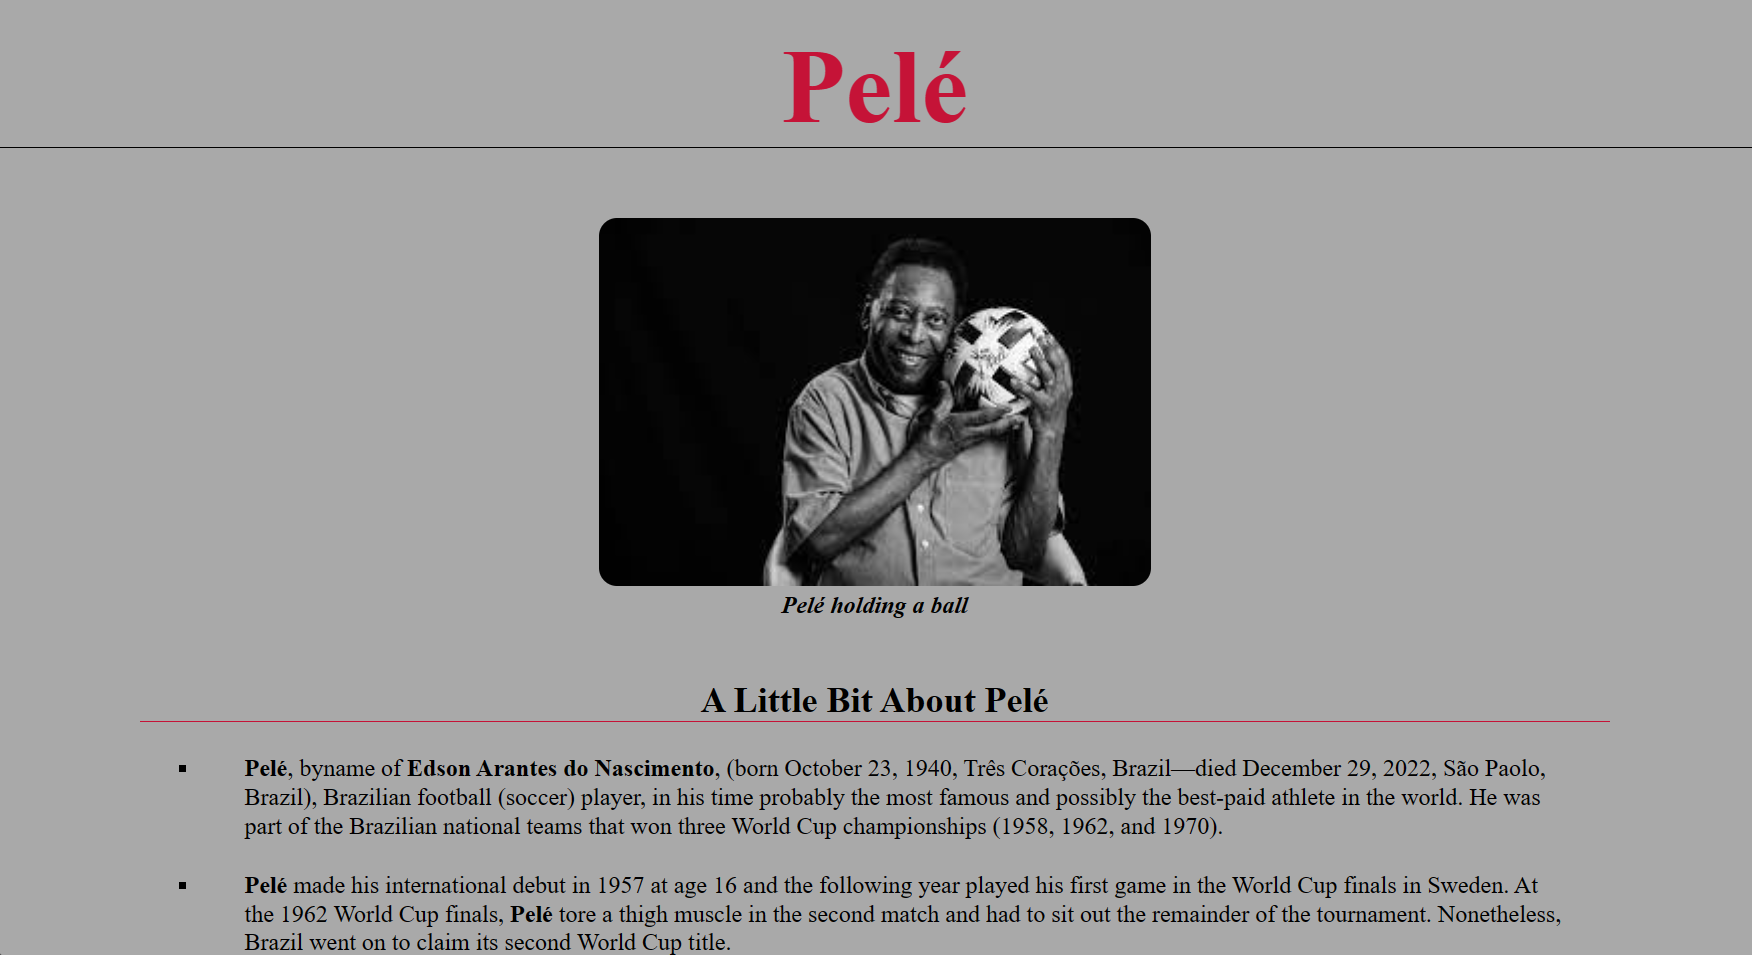 Pelé
Pelé holding a ball
A Little Bit About Pelé
Pelé, byname of Edson Arantes do Nascimento, (born October 23, 1940, Três Corações, Brazil—died December 29, 2022, São Paolo,
Brazil), Brazilian football (soccer) player, in his time probably the most famous and possibly the best-paid athlete in the world. He was
part of the Brazilian national teams that won three World Cup championships (1958, 1962, and 1970).
Pelé made his international debut in 1957 at age 16 and the following year played his first game in the World Cup finals in Sweden. At
the 1962 World Cup finals, Pelé tore a thigh muscle in the second match and had to sit out the remainder of the tournament. Nonetheless,
Brazil went on to claim its second World Cup title.